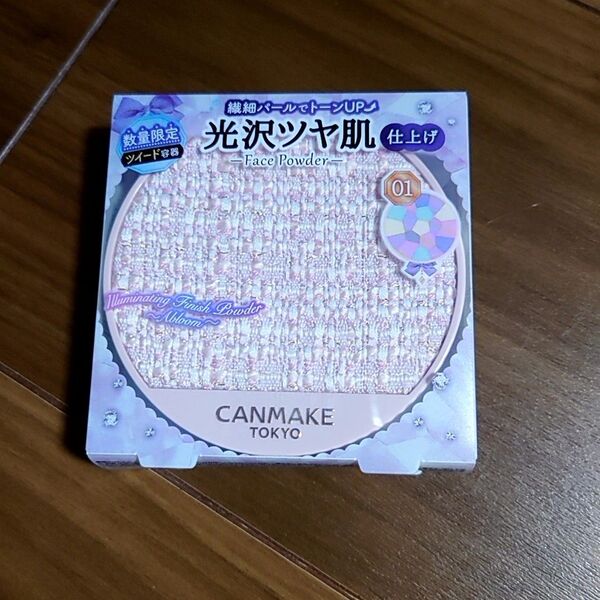 繊細パールでトーンUP
数量限定
ツイード容器
光沢ツヤ肌
仕上げ
—Face Powder—
01
Illuminating Finish Powder
～Abloom～
CANMAKE
TOKYO